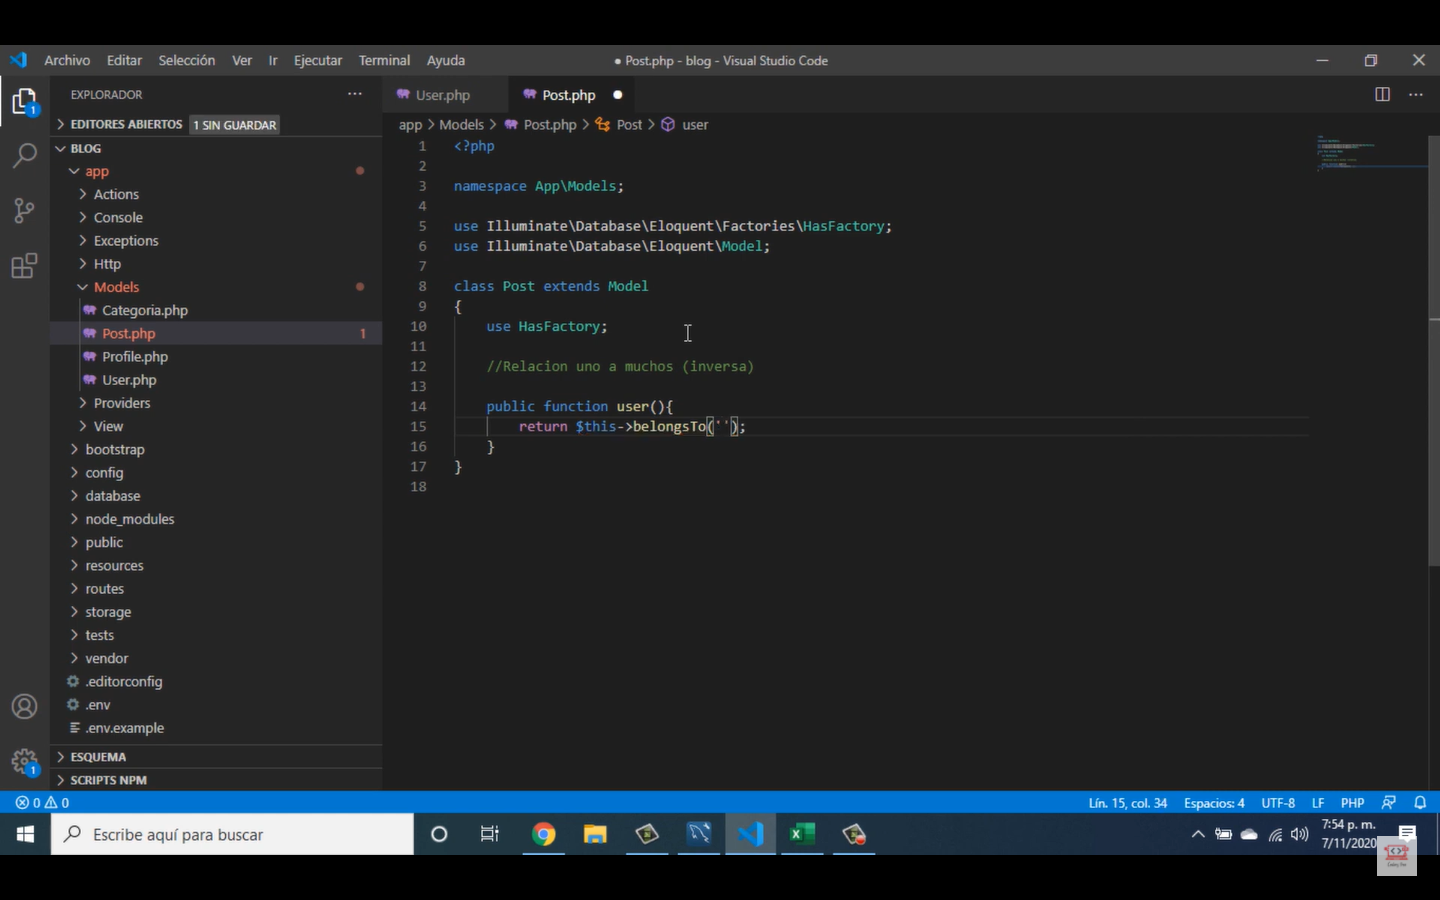 Archivo Editar Selección Ver Ir Ejecutar Terminal Ayuda
● Post.php - blog - Visual Studio Code
EXPLORADOR
User.php
Post.php
EDITORES ABIERTOS 1 SIN GUARDAR
app > Models > Post.php > Post > user
BLOG
app
Actions
Console
Exceptions
Http
Models
Categoria.php
Post.php 1
Profile.php
User.php
Providers
View
bootstrap
config
database
node_modules
public
resources
routes
storage
tests
vendor
.editorconfig
.env
.env.example
ESQUEMA
SCRIPTS NPM
1 <?php
2
3 namespace App\Models;
4
5 use Illuminate\Database\Eloquent\Factories\HasFactory;
6 use Illuminate\Database\Eloquent\Model;
7
8 class Post extends Model
9 {
10 use HasFactory;
11
12 //Relacion uno a muchos (inversa)
13
14 public function user(){
15 return $this->belongsTo('');
16 }
17 }
18
1
1
0 0
Lín. 15, col. 34 Espacios: 4 UTF-8 LF PHP
Escribe aquí para buscar
7:54 p. m.
7/11/2020